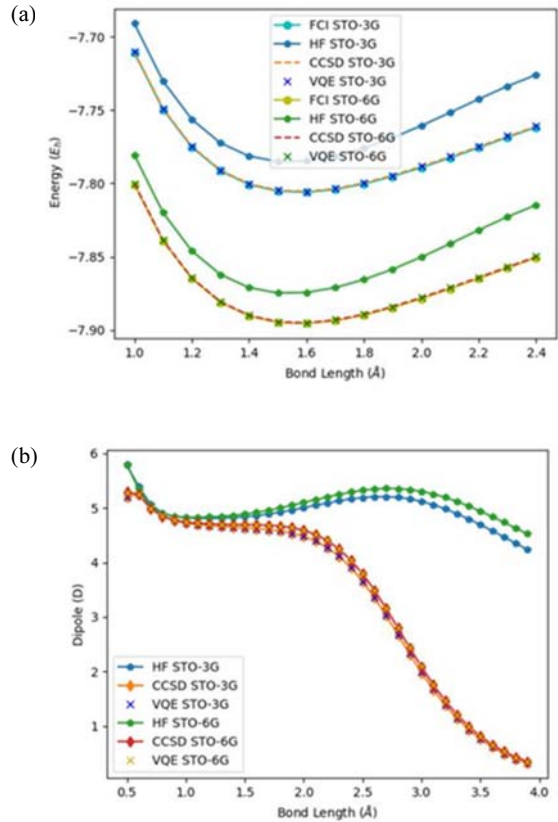 (a)
FCI STO-3G
HF STO-3G
CCSD STO-3G
VQE STO-3G
FCI STO-6G
HF STO-6G
CCSD STO-6G
VQE STO-6G
−7.70
−7.75
−7.80
−7.85
−7.90
Energy (Eₕ)
1.0 1.2 1.4 1.6 1.8 2.0 2.2 2.4
Bond Length (Å)
(b)
6
5
4
3
2
1
Dipole (D)
HF STO-3G
CCSD STO-3G
VQE STO-3G
HF STO-6G
CCSD STO-6G
VQE STO-6G
0.5 1.0 1.5 2.0 2.5 3.0 3.5 4.0
Bond Length (Å)